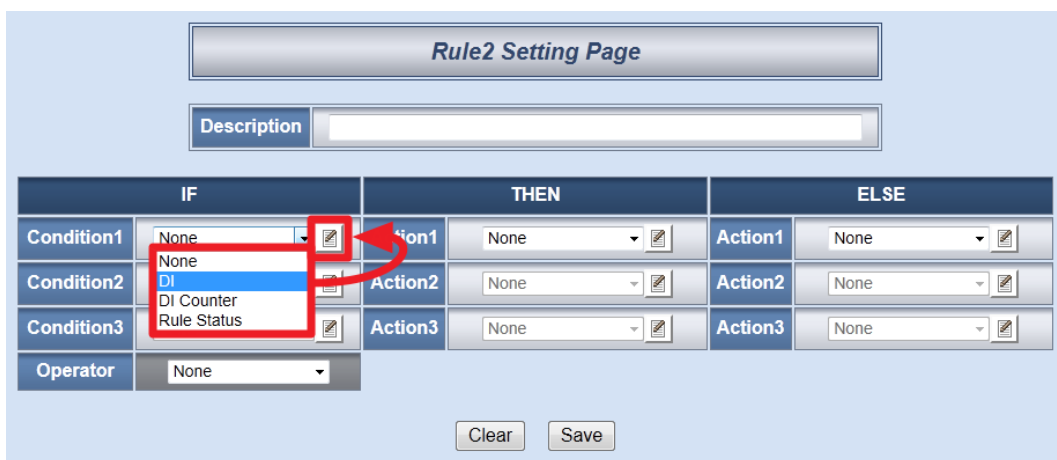 Rule2 Setting Page
Description
IF THEN ELSE
Condition1 None Action1 None Action1 None
None
Condition2 DI Action2 None Action2 None
DI Counter
Condition3 Rule Status Action3 None Action3 None
Operator None
Clear Save